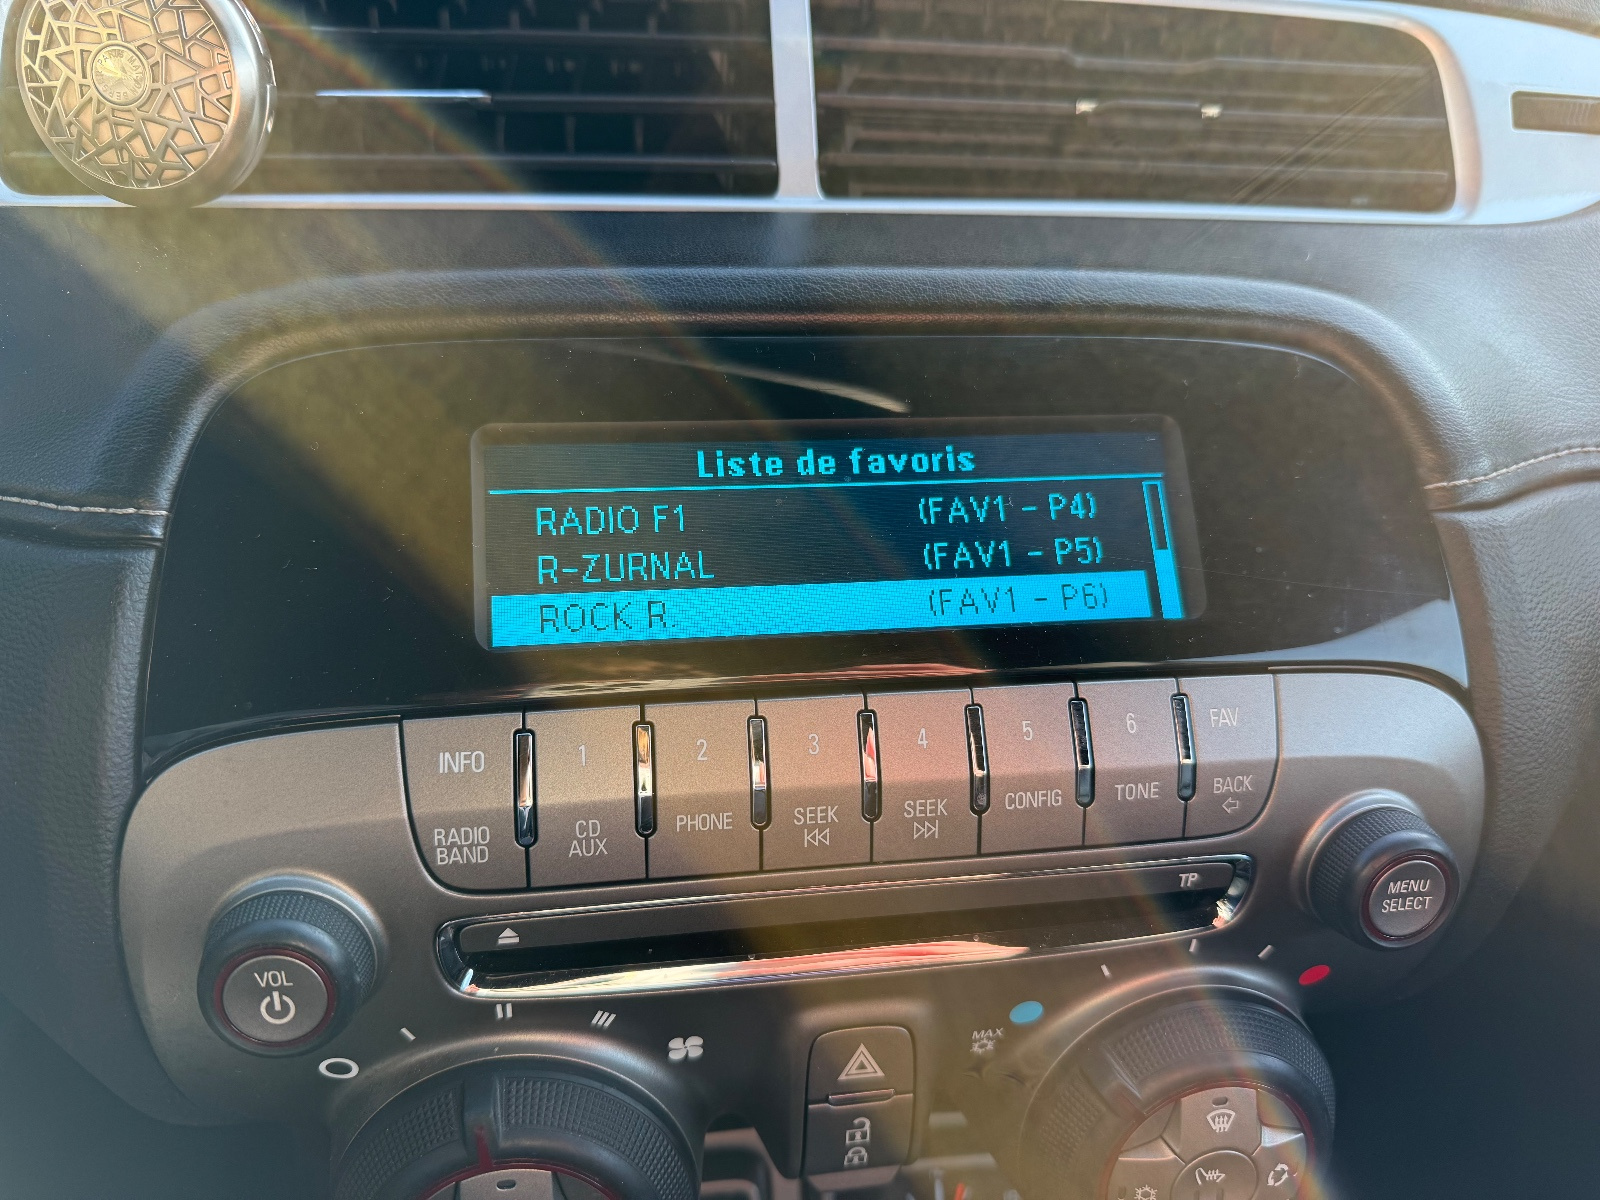 Liste de favoris
RADIO F1 (FAV1 - P4)
R-ZURNAL (FAV1 - P5)
ROCK R. (FAV1 - P6)
INFO 1 2 3 4 5 6 FAV
RADIO BAND
CD AUX
PHONE
SEEK
SEEK
CONFIG
TONE
BACK
TP
MENU
SELECT
VOL
MAX